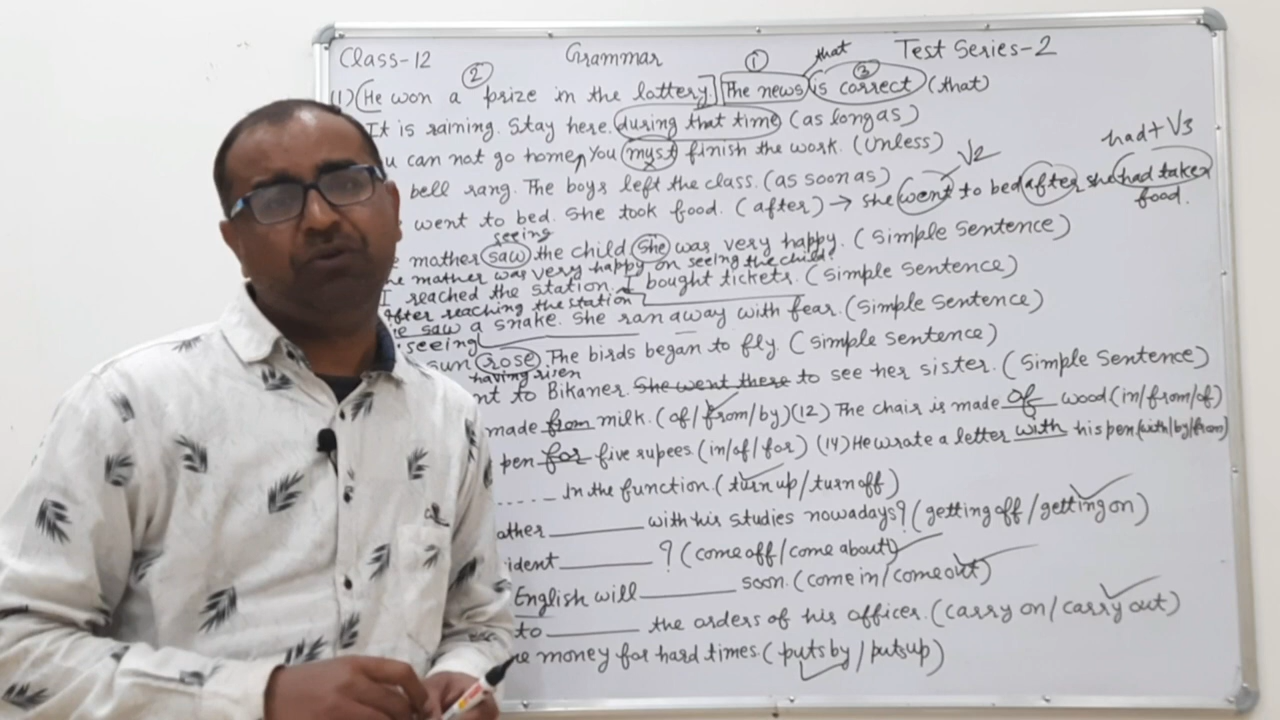 Class-12 Grammar Test Series-2
② ① that ③
(1) He won a prize in the lottery. The news is correct (that)
It is raining. Stay here. during that time (as long as)
u can not go home, You must finish the work. (Unless)
had + V3
bell rang. The boys left the class. (as soon as) V2
went to bed. She took food. (after) → she went to bed after she had taken food.
seeing
mother saw the child she was very happy. (Simple Sentence)
mother was very happy on seeing the child.
I reached the station. I bought tickets. (Simple Sentence)
After reaching the station
saw a snake. She ran away with fear. (Simple Sentence)
seeing
sun rose. The birds began to fly. (Simple Sentence)
having risen
nt to Bikaner. She went there to see her sister. (Simple Sentence)
made from milk. (of/from/by) (12) The chair is made of wood (in/from/of)
pen for five rupees (in/of/for) (14) He wrote a letter with his pen (with/by/from)
_____ In the function. (turn up/turn off)
ather _____ with his studies nowadays? (getting off/getting on)
ident _____ ? (come off/come about)
English will _____ soon. (come in/come out)
to _____ the orders of his officer. (carry on/carry out)
money for hard times. (puts by/puts up)